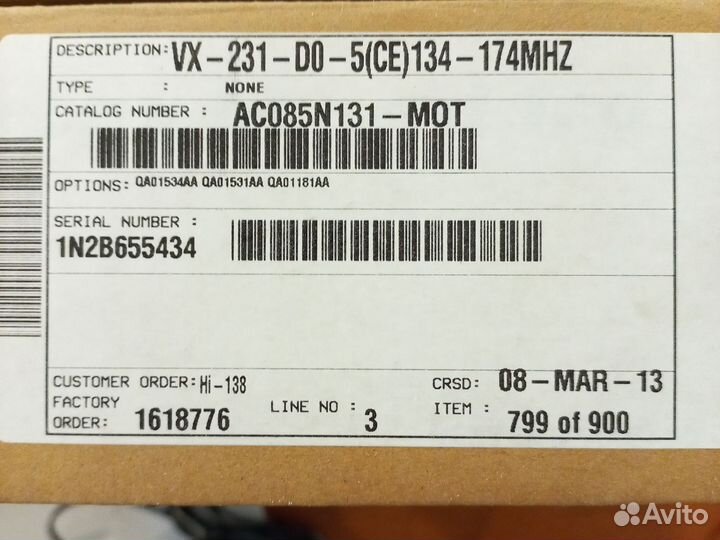 DESCRIPTION: VX-231-D0-5(CE)134-174MHZ
TYPE : NONE
CATALOG NUMBER : AC085N131-MOT
OPTIONS: QA01534AA QA01531AA QA01181AA
SERIAL NUMBER :
1N2B655434
CUSTOMER ORDER: Hi-138 CRSD: 08-MAR-13
FACTORY
ORDER: 1618776 LINE NO : 3 ITEM : 799 of 900
Avito